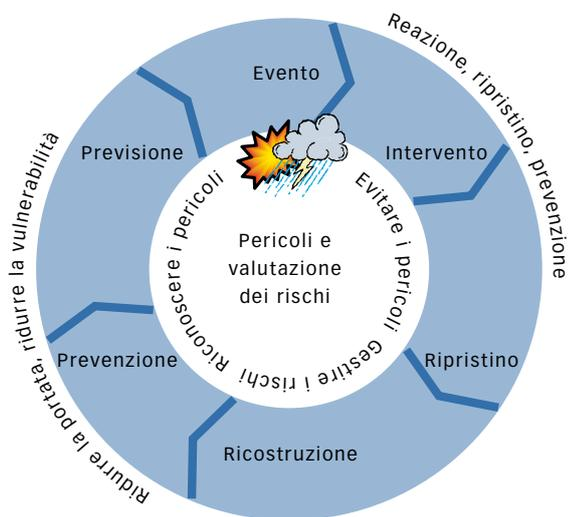 Evento
Intervento
Ripristino
Ricostruzione
Prevenzione
Previsione
Reazione, ripristino, prevenzione
Ridurre la portata, ridurre la vulnerabilità
Riconoscere i pericoli
Evitare i pericoli
Gestire i rischi
Pericoli e
valutazione
dei rischi